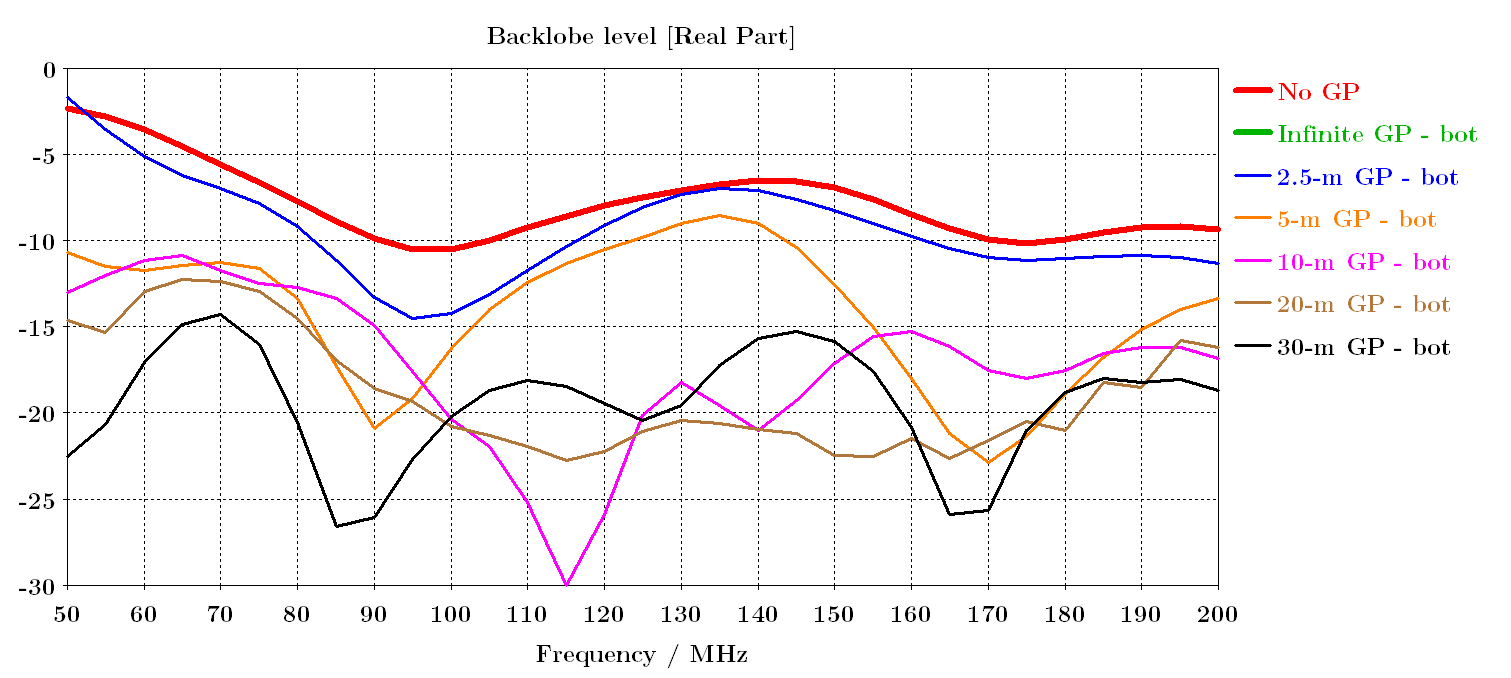 Backlobe level [Real Part]
0
-5
-10
-15
-20
-25
-30
50 60 70 80 90 100 110 120 130 140 150 160 170 180 190 200
Frequency / MHz
No GP
Infinite GP - bot
2.5-m GP - bot
5-m GP - bot
10-m GP - bot
20-m GP - bot
30-m GP - bot